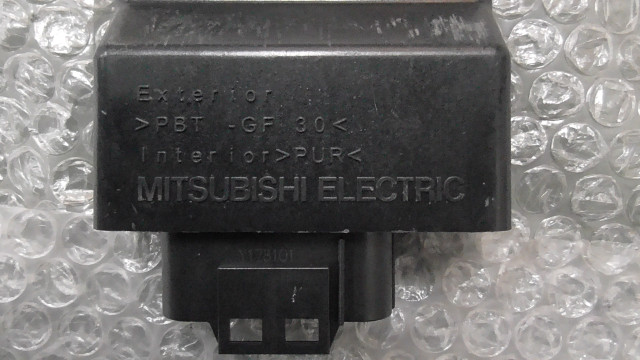 Exterior
>PBT -GF 30<
Interior>PUR<
MITSUBISHI ELECTRIC